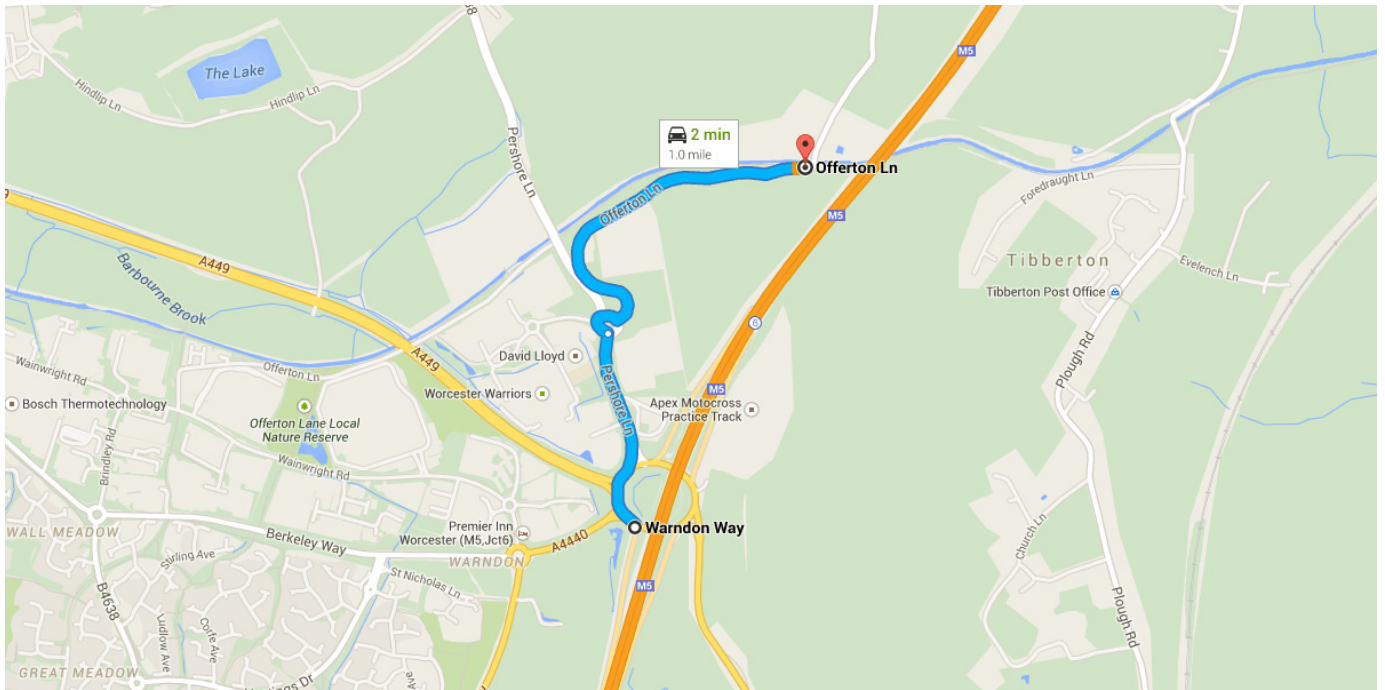 38
M5
The Lake
Hindlip Ln
Hindlip Ln
Pershore Ln
2 min
1.0 mile
Offerton Ln
Foredraught Ln
Offerton Ln
M5
A449
Barbourne Brook
Tibberton
Evelench Ln
Tibberton Post Office
6
A449
David Lloyd
Offerton Ln
Wainwright Rd
Pershore Ln
Plough Rd
M5
Worcester Warriors
Bosch Thermotechnology
Apex Motocross
Practice Track
Offerton Lane Local
Nature Reserve
Brindley Rd
Wainwright Rd
Premier Inn
Worcester (M5,Jct6)
Warndon Way
WALL MEADOW
Berkeley Way
A4440
WARNDON
Church Ln
Stirling Ave
St Nicholas Ln
M5
B4638
Plough Rd
Ludlow Ave
Corfe Ave
GREAT MEADOW